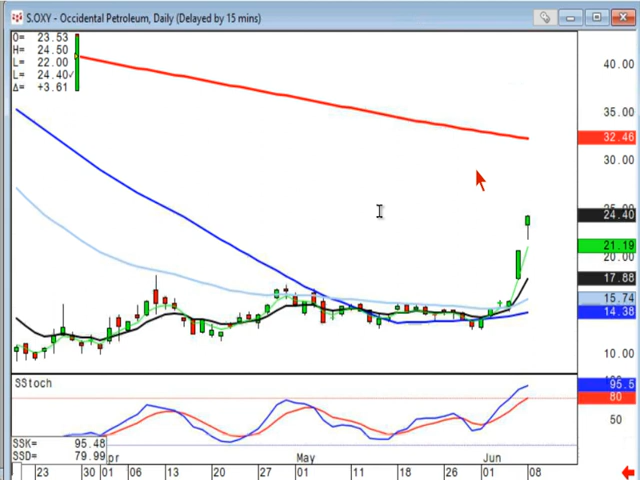 S.OXY - Occidental Petroleum, Daily (Delayed by 15 mins)
O= 23.53
H= 24.50
L= 22.00
L= 24.40✓
Δ= +3.61
40.00
35.00
32.46
30.00
24.40
21.19
20.00
17.88
15.74
14.38
10.00
SStoch
95.5
80
50
SSK= 95.48
SSD= 79.99
pr
May
Jun
23
30
01
06
13
20
27
01
11
18
26
01
08